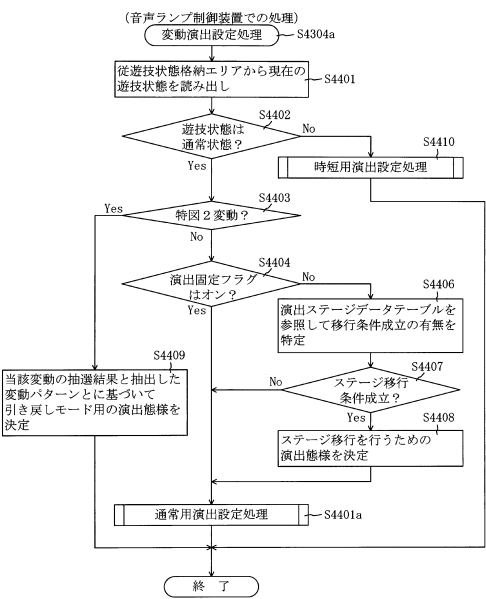 (音声ランプ制御装置での処理)
変動演出設定処理
S4304a
従遊技状態格納エリアから現在の
遊技状態を読み出し
S4401
S4402
遊技状態は
通常状態?
No
Yes
S4410
時短用演出設定処理
S4403
特図2変動?
Yes
No
S4404
演出固定フラグ
はオン?
No
Yes
S4406
演出ステージデータテーブルを
参照して移行条件成立の有無を
特定
S4407
ステージ移行
条件成立?
No
Yes
S4409
当該変動の抽選結果と抽出した
変動パターンとに基づいて
引き戻しモード用の演出態様を
決定
S4408
ステージ移行を行うための
演出態様を決定
通常用演出設定処理
S4401a
終 了